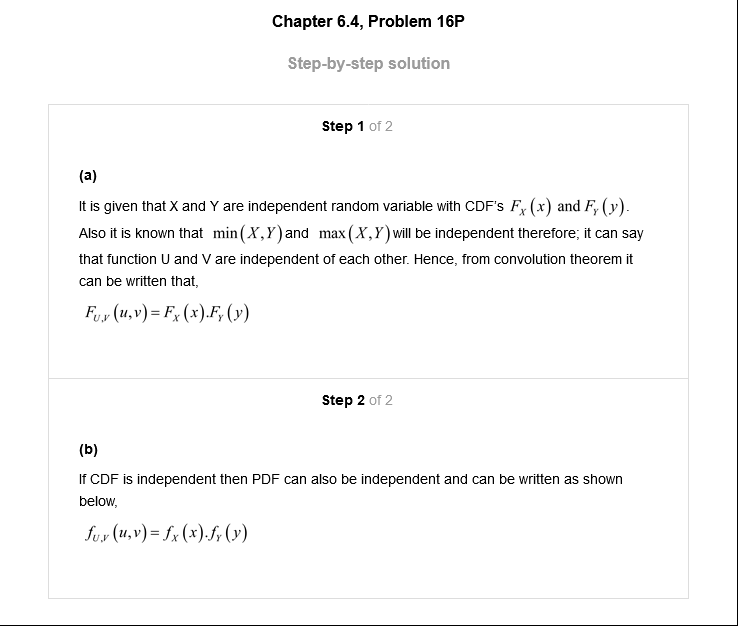 Chapter 6.4, Problem 16P
Step-by-step solution
Step 1 of 2
(a)
It is given that X and Y are independent random variable with CDF's F_X (x) and F_Y (y).
Also it is known that min(X,Y) and max(X,Y) will be independent therefore; it can say
that function U and V are independent of each other. Hence, from convolution theorem it
can be written that,
F_{U,V} (u,v) = F_X (x).F_Y (y)
Step 2 of 2
(b)
If CDF is independent then PDF can also be independent and can be written as shown
below,
f_{U,V} (u,v) = f_X (x).f_Y (y)